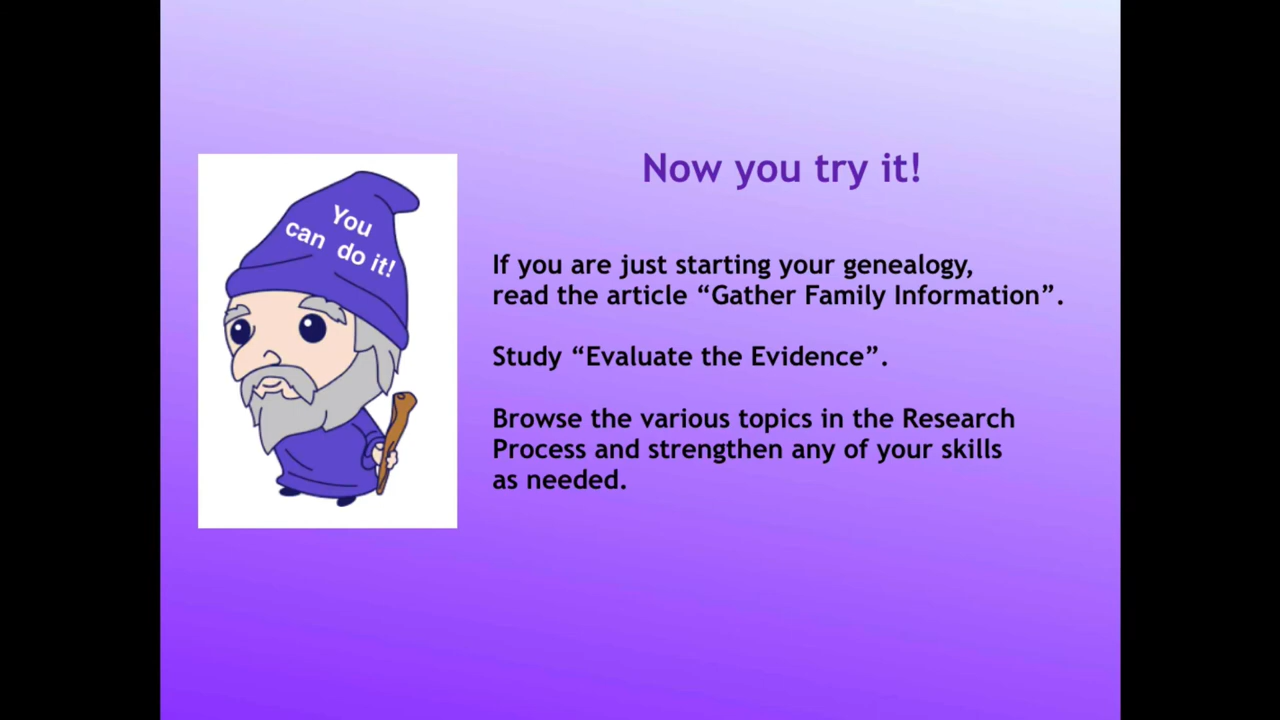 You
can do it!
Now you try it!
If you are just starting your genealogy,
read the article “Gather Family Information”.
Study “Evaluate the Evidence”.
Browse the various topics in the Research
Process and strengthen any of your skills
as needed.